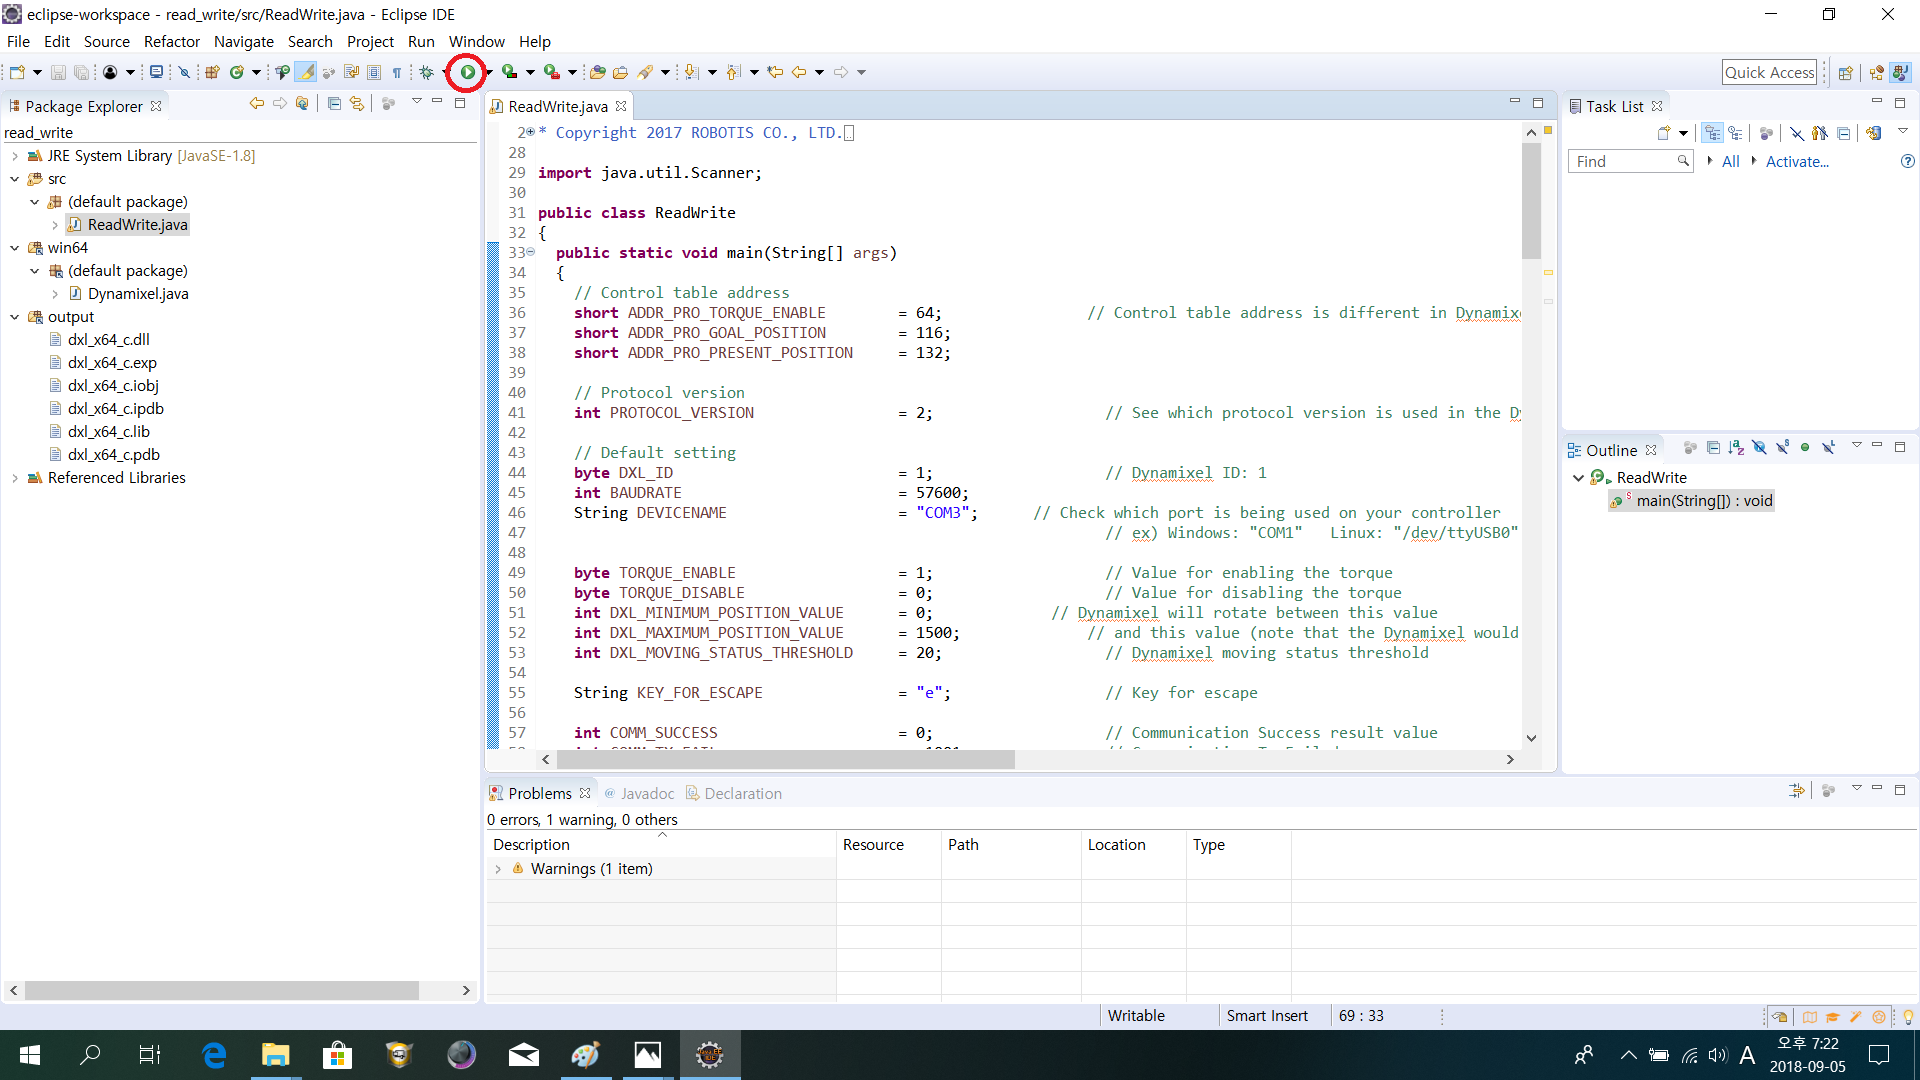 eclipse-workspace - read_write/src/ReadWrite.java - Eclipse IDE
File Edit Source Refactor Navigate Search Project Run Window Help
Quick Access
Package Explorer
read_write
JRE System Library [JavaSE-1.8]
src
(default package)
ReadWrite.java
win64
(default package)
Dynamixel.java
output
dxl_x64_c.dll
dxl_x64_c.exp
dxl_x64_c.iobj
dxl_x64_c.ipdb
dxl_x64_c.lib
dxl_x64_c.pdb
Referenced Libraries
ReadWrite.java
2 * Copyright 2017 ROBOTIS CO., LTD.
28
29 import java.util.Scanner;
30
31 public class ReadWrite
32 {
33 public static void main(String[] args)
34 {
35 // Control table address
36 short ADDR_PRO_TORQUE_ENABLE = 64; // Control table address is different in Dynamixe
37 short ADDR_PRO_GOAL_POSITION = 116;
38 short ADDR_PRO_PRESENT_POSITION = 132;
39
40 // Protocol version
41 int PROTOCOL_VERSION = 2; // See which protocol version is used in the Dy
42
43 // Default setting
44 byte DXL_ID = 1; // Dynamixel ID: 1
45 int BAUDRATE = 57600;
46 String DEVICENAME = "COM3"; // Check which port is being used on your controller
47 // ex) Windows: "COM1" Linux: "/dev/ttyUSB0"
48
49 byte TORQUE_ENABLE = 1; // Value for enabling the torque
50 byte TORQUE_DISABLE = 0; // Value for disabling the torque
51 int DXL_MINIMUM_POSITION_VALUE = 0; // Dynamixel will rotate between this value
52 int DXL_MAXIMUM_POSITION_VALUE = 1500; // and this value (note that the Dynamixel would
53 int DXL_MOVING_STATUS_THRESHOLD = 20; // Dynamixel moving status threshold
54
55 String KEY_FOR_ESCAPE = "e"; // Key for escape
56
57 int COMM_SUCCESS = 0; // Communication Success result value
Task List
Find All Activate...
Outline
ReadWrite
main(String[]) : void
Problems Javadoc Declaration
0 errors, 1 warning, 0 others
Description Resource Path Location Type
Warnings (1 item)
Writable Smart Insert 69 : 33
A
오후 7:22
2018-09-05